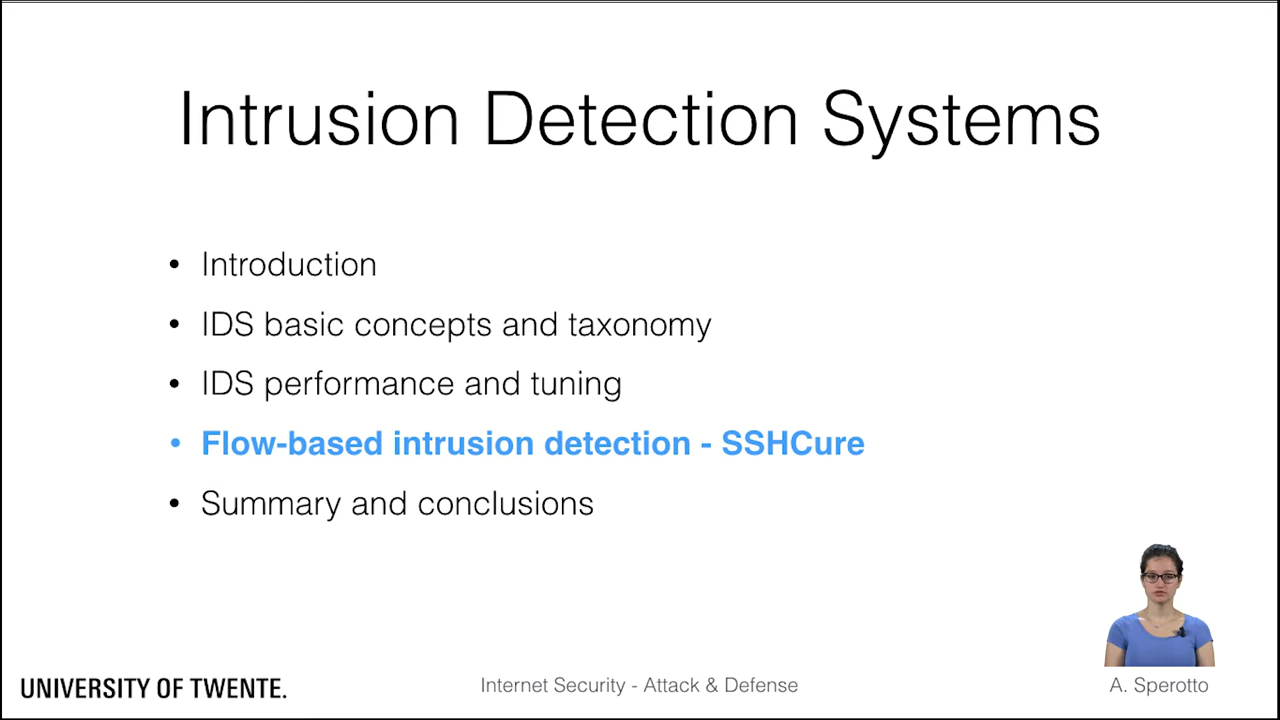 Intrusion Detection Systems
• Introduction
• IDS basic concepts and taxonomy
• IDS performance and tuning
• Flow-based intrusion detection - SSHCure
• Summary and conclusions
UNIVERSITY OF TWENTE.
Internet Security - Attack & Defense
A. Sperotto